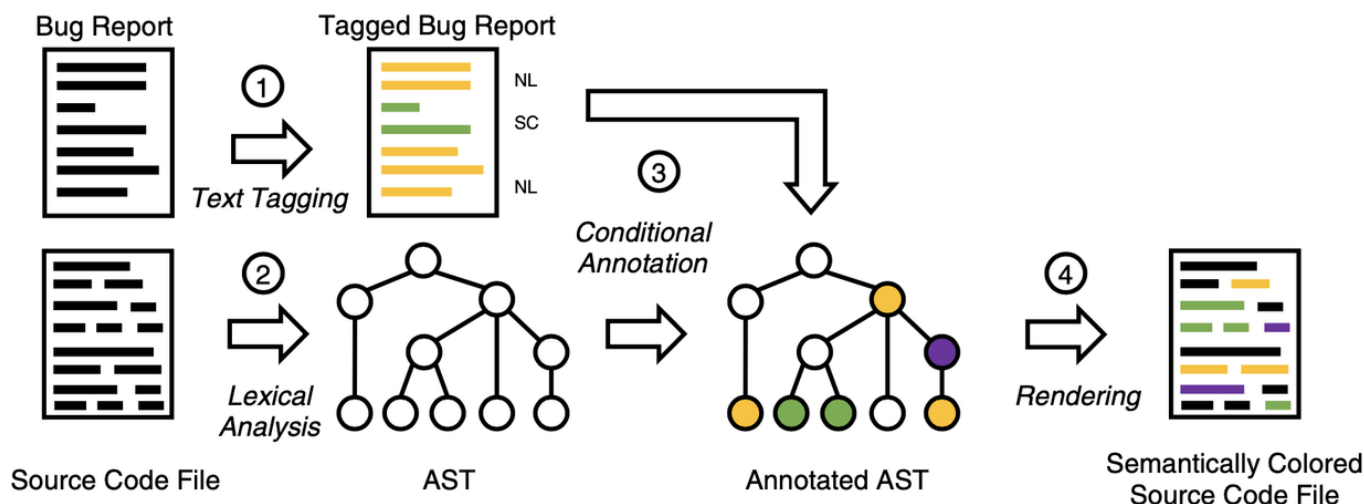 Bug Report
Tagged Bug Report
1
NL
SC
NL
Text Tagging
3
Conditional
Annotation
2
Lexical
Analysis
4
Rendering
Source Code File
AST
Annotated AST
Semantically Colored
Source Code File